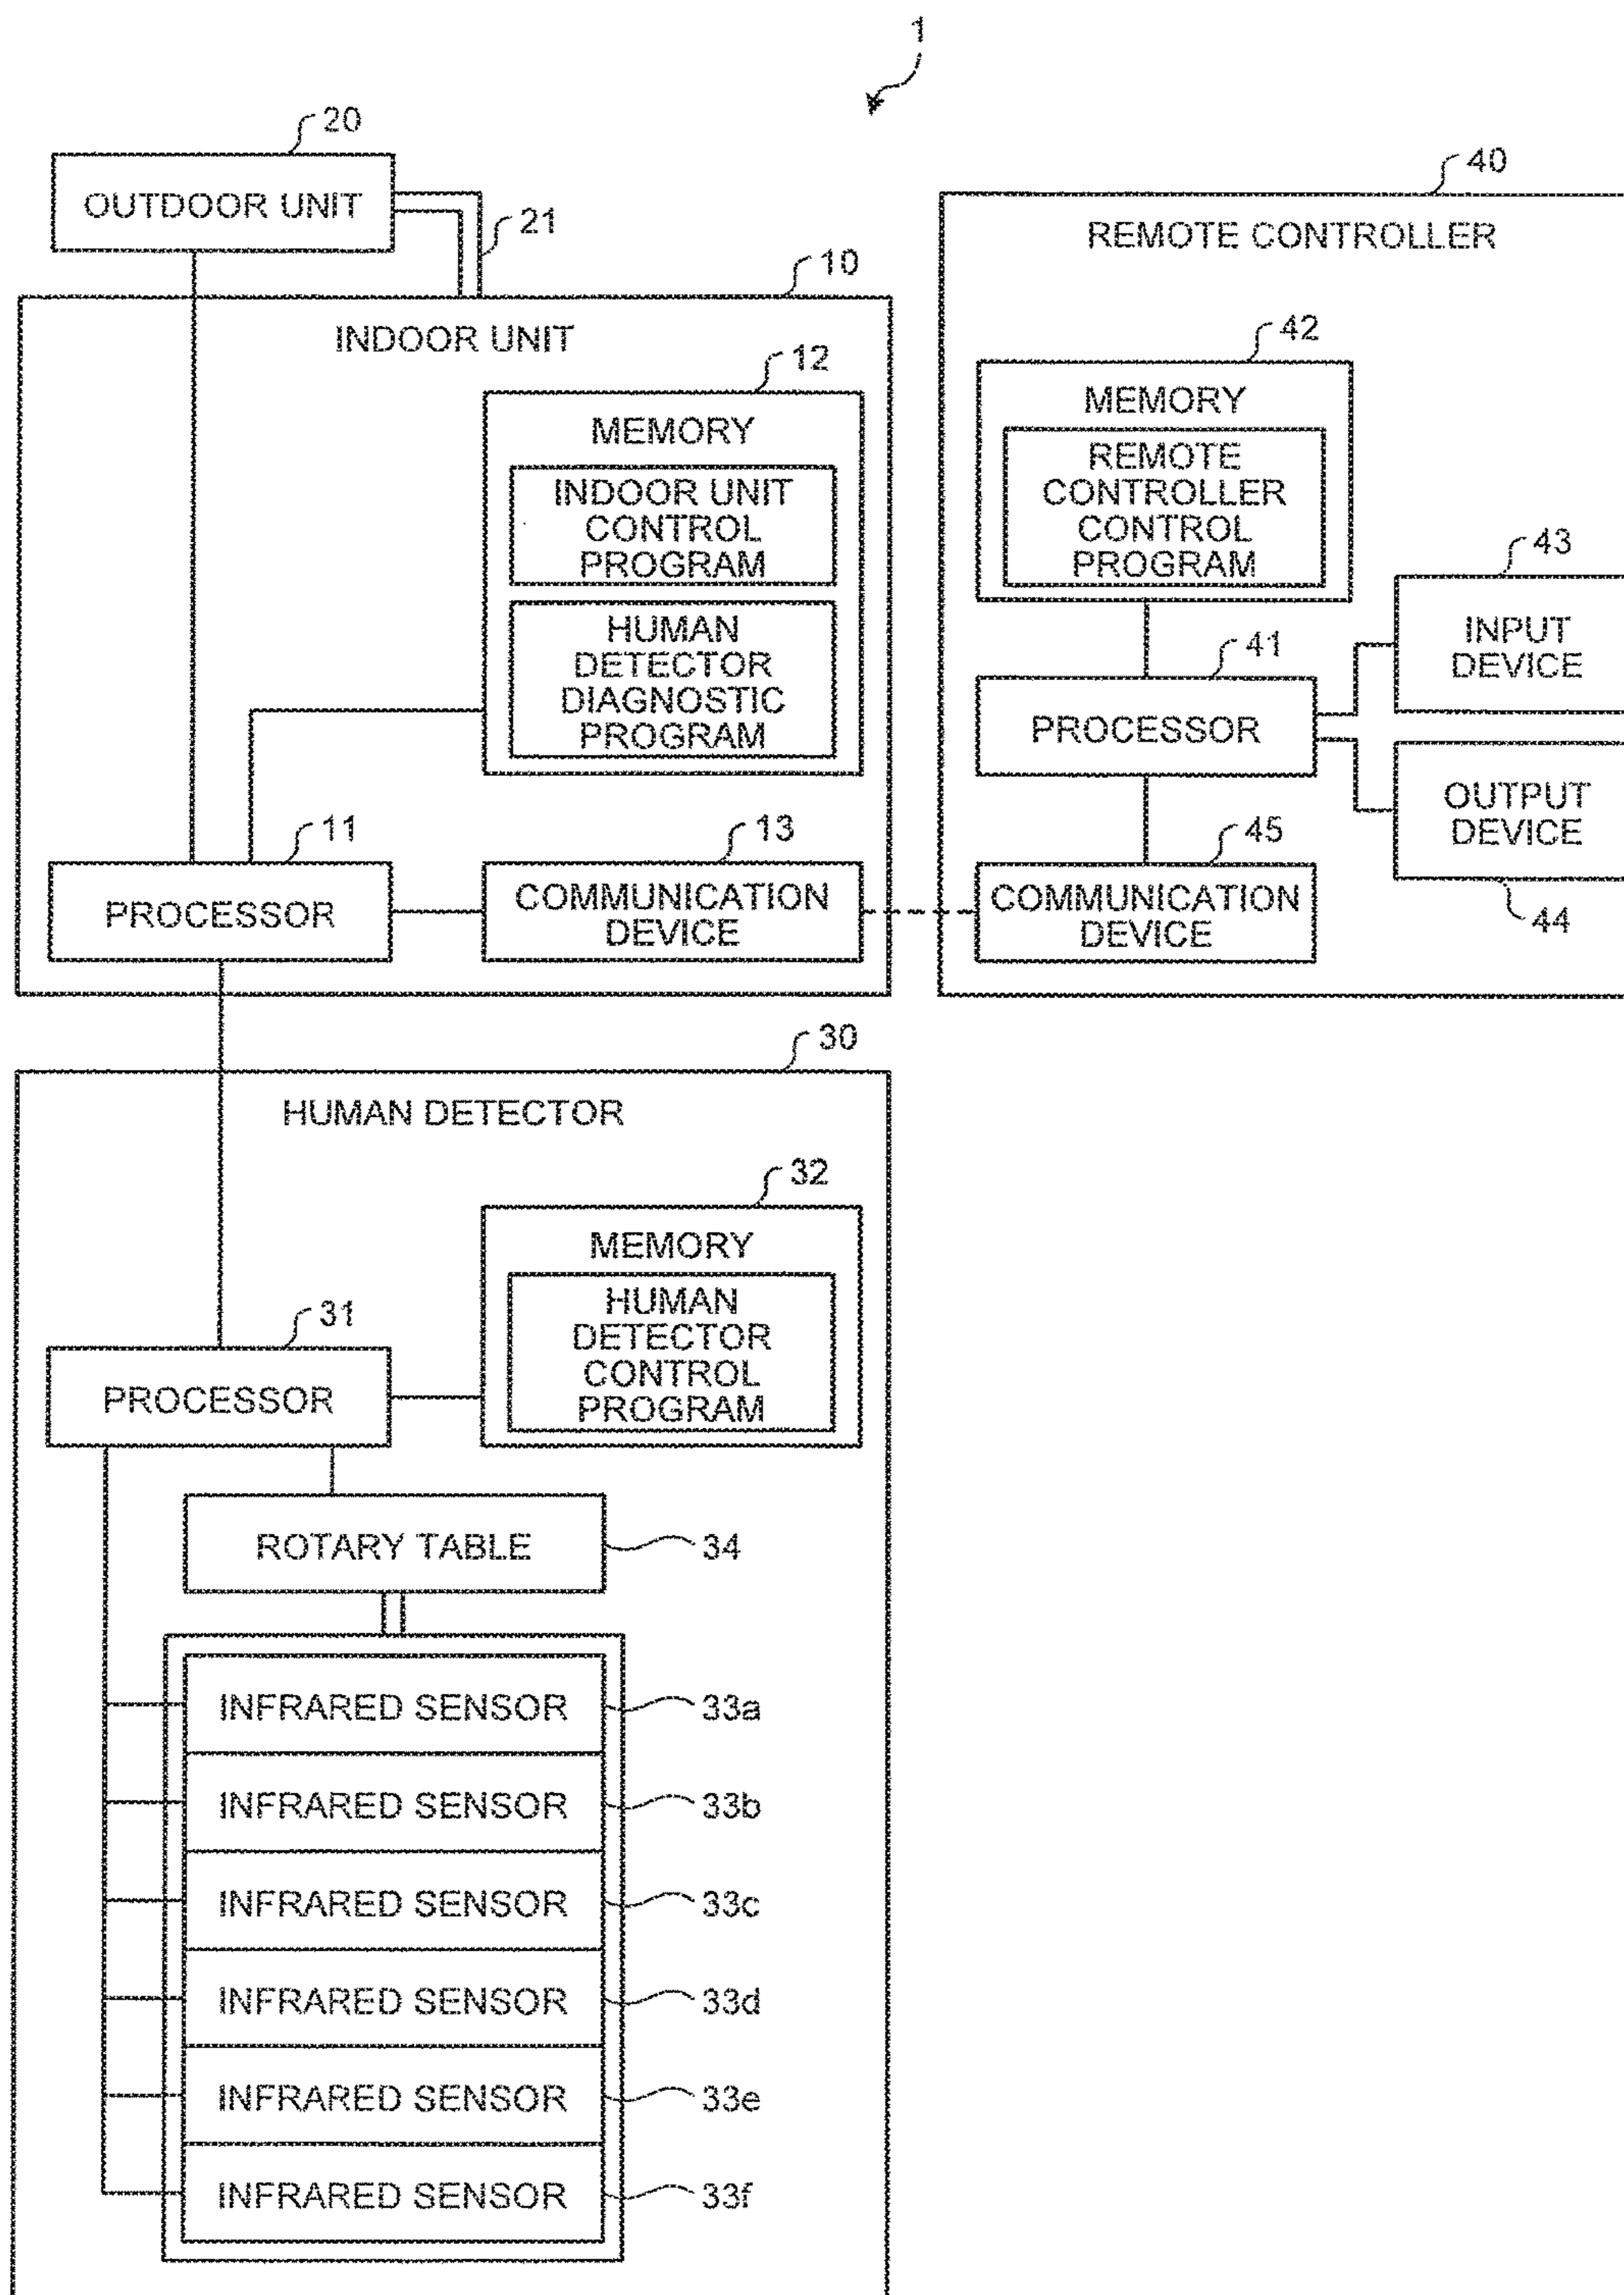 1
20
OUTDOOR UNIT
21
10
INDOOR UNIT
12
MEMORY
INDOOR UNIT
CONTROL
PROGRAM
HUMAN
DETECTOR
DIAGNOSTIC
PROGRAM
11
PROCESSOR
13
COMMUNICATION
DEVICE
40
REMOTE CONTROLLER
42
MEMORY
REMOTE
CONTROLLER
CONTROL
PROGRAM
43
INPUT
DEVICE
41
PROCESSOR
OUTPUT
DEVICE
44
45
COMMUNICATION
DEVICE
30
HUMAN DETECTOR
32
MEMORY
HUMAN
DETECTOR
CONTROL
PROGRAM
31
PROCESSOR
ROTARY TABLE
34
INFRARED SENSOR
33a
INFRARED SENSOR
33b
INFRARED SENSOR
33c
INFRARED SENSOR
33d
INFRARED SENSOR
33e
INFRARED SENSOR
33f